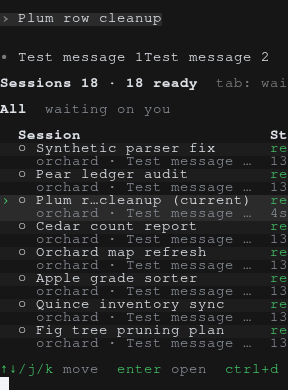 › Plum row cleanup
• Test message 1Test message 2
Sessions 18 · 18 ready tab: wai
All waiting on you
Session St
○ Synthetic parser fix re
orchard · Test message … 13
○ Pear ledger audit re
orchard · Test message … 13
› ○ Plum r…cleanup (current) re
orchard · Test message … 4s
○ Cedar count report re
orchard · Test message … 13
○ Orchard map refresh re
orchard · Test message … 13
○ Apple grade sorter re
orchard · Test message … 13
○ Quince inventory sync re
orchard · Test message … 13
○ Fig tree pruning plan re
orchard · Test message … 13
↑↓/j/k move enter open ctrl+d